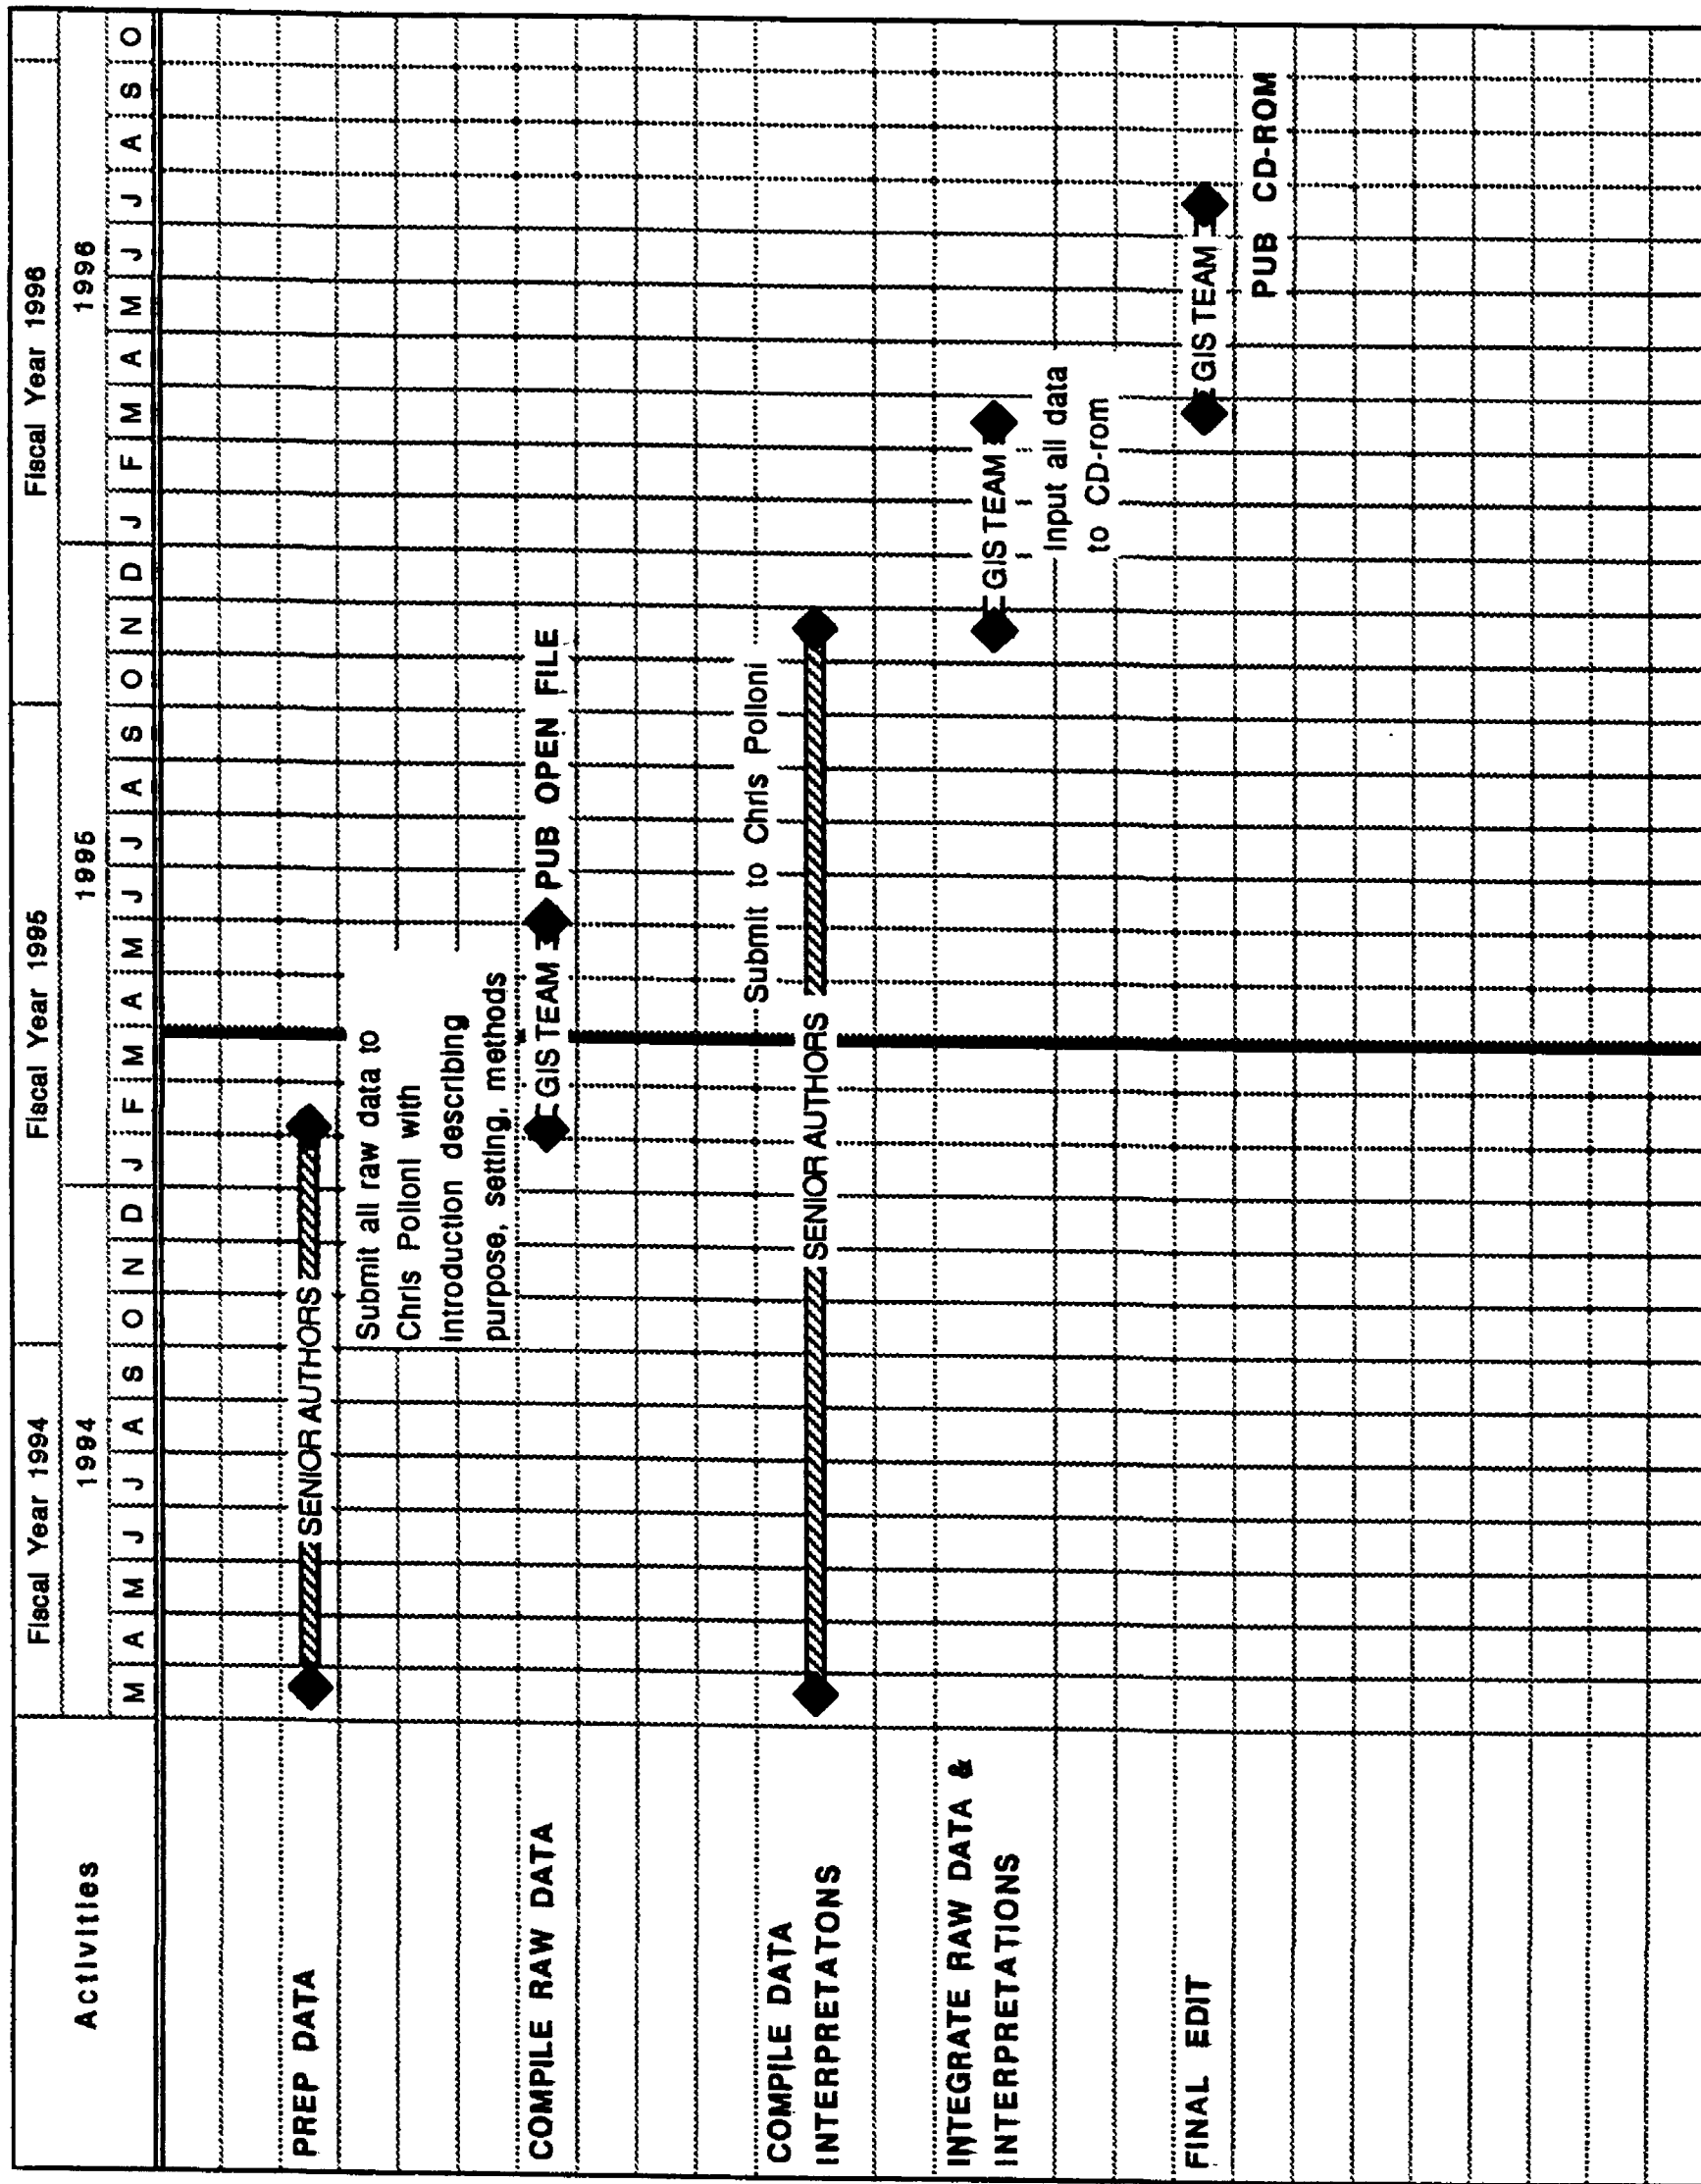 Activities
Fiscal Year 1994
Fiscal Year 1995
Fiscal Year 1996
1994
1995
1996
M A M J J A S O N D J F M A M J J A S O N D J F M A M J J A S O
PREP DATA
SENIOR AUTHORS
Submit all raw data to
Chris Polloni with
Introduction describing
purpose, setting, methods
COMPILE RAW DATA
GIS TEAM
PUB OPEN FILE
COMPILE DATA
INTERPRETATONS
Submit to Chris Polloni
SENIOR AUTHORS
INTEGRATE RAW DATA &
INTERPRETATIONS
GIS TEAM
Input all data
to CD-rom
FINAL EDIT
GIS TEAM
PUB CD-ROM